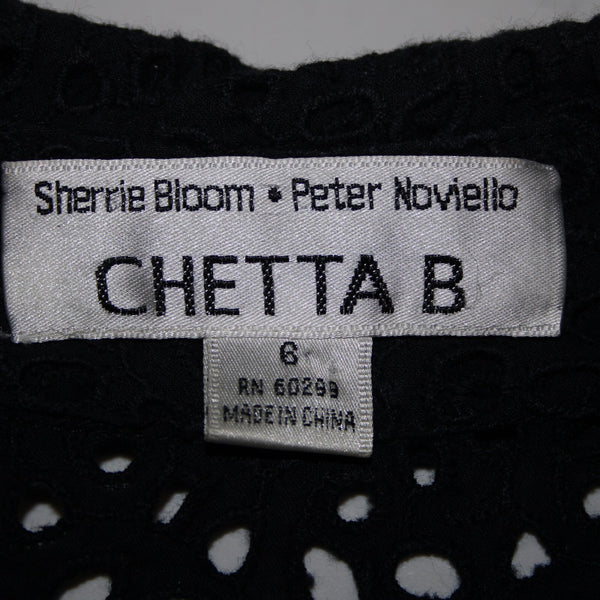 Sherrie Bloom • Peter Noviello
CHETTA B
6
RN 60299
MADE IN CHINA